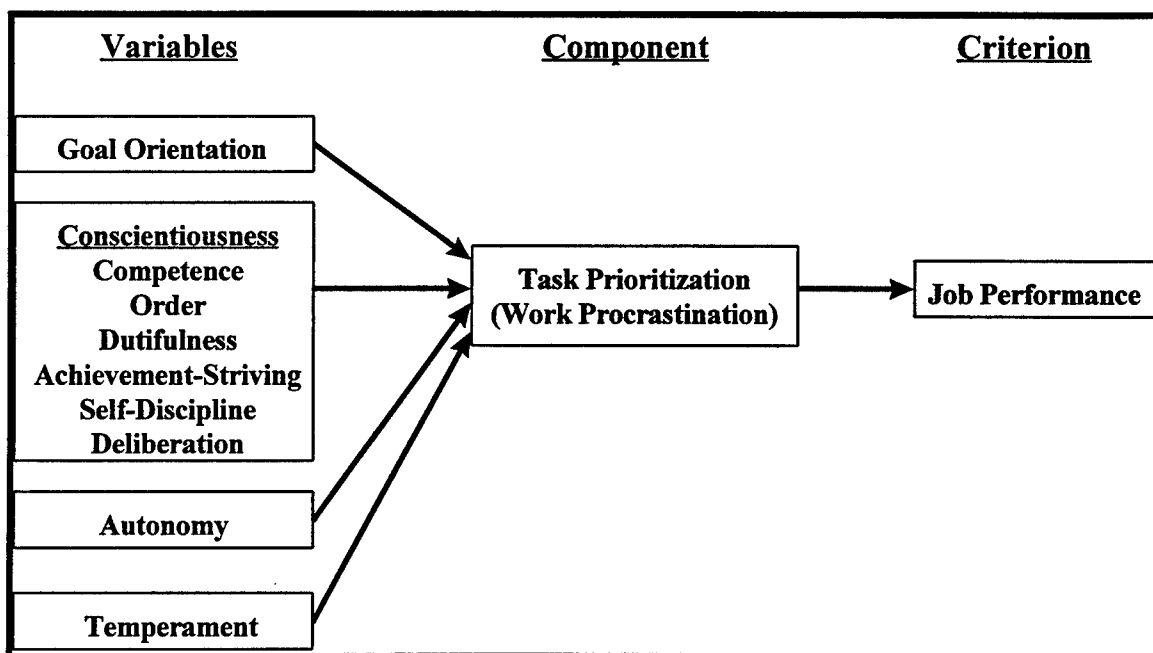 Variables
Component
Criterion
Goal Orientation
Conscientiousness
Competence
Order
Dutifulness
Achievement-Striving
Self-Discipline
Deliberation
Autonomy
Temperament
Task Prioritization
(Work Procrastination)
Job Performance